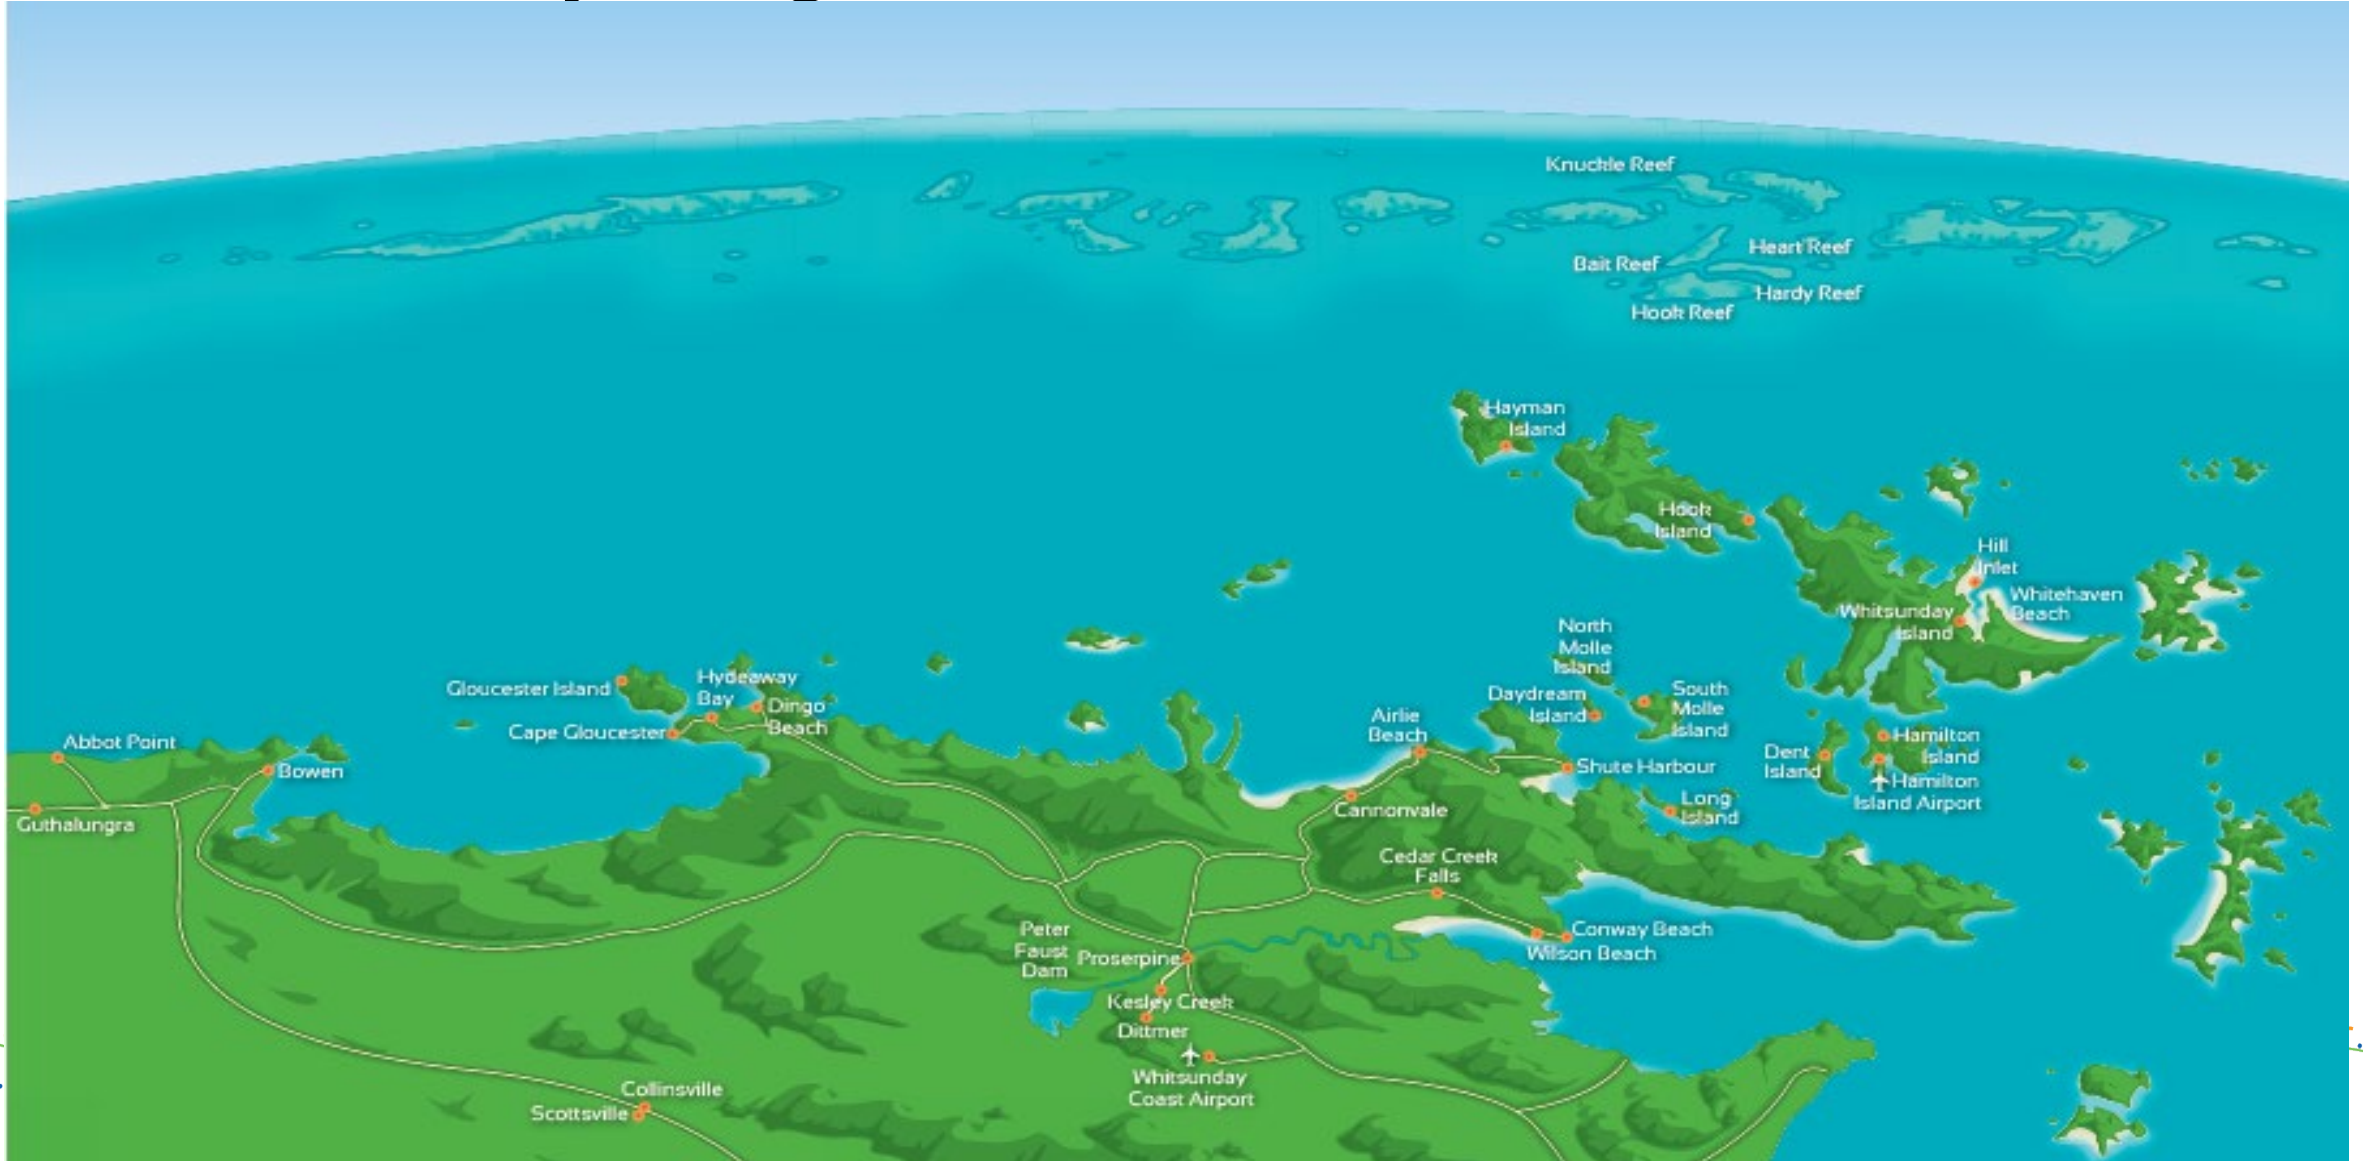 Knuckle Reef
Heart Reef
Bait Reef
Hardy Reef
Hook Reef
Hayman
Island
Hook
Island
Hill
Inlet
Whitehaven
Beach
Whitsunday
Island
North
Molle
Island
South
Molle
Island
Daydream
Island
Airlie
Beach
Shute Harbour
Hamilton
Island
Dent
Island
Hamilton
Island Airport
Long
Island
Cannonvale
Gloucester Island
Hydeaway
Bay
Dingo
Beach
Cape Gloucester
Abbot Point
Bowen
Guthalungra
Cedar Creek
Falls
Conway Beach
Wilson Beach
Peter
Faust
Dam
Proserpine
Kesley Creek
Dittmer
Whitsunday
Coast Airport
Collinsville
Scottsville